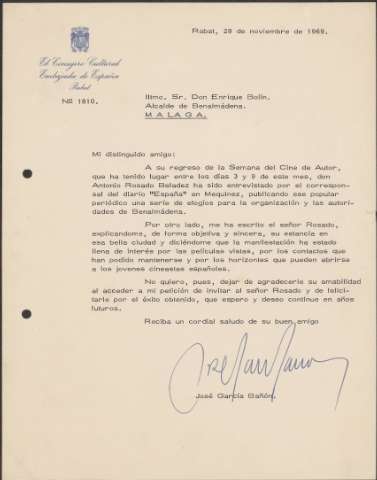 Rabat, 28 de noviembre de 1969.
El Consejero Cultural
Embajada de España
Rabat
Nº 1810.
Iltmo. Sr. Don Enrique Bolín.
Alcalde de Benalmádena.
MALAGA.
Mi distinguido amigo:
A su regreso de la Semana del Cine de Autor,
que ha tenido lugar entre los días 3 y 9 de este mes, don
Antonio Rosado Beladez ha sido entrevistado por el correspon-
sal del diario "España" en Mequinez, publicando ese popular
periódico una serie de elogios para la organización y las autori-
dades de Benalmádena.
Por otro lado, me ha escrito el señor Rosado,
explicandome, de forma objetiva y sincera, su estancia en
esa bella ciudad y diciéndome que la manifestación ha estado
llena de interés por las películas vistas, por los contactos que
han podido mantenerse y por los horizontes que pueden abrirse
a los jovenes cineastas españoles.
No quiero, pues, dejar de agradecerle su amabilidad
al acceder a mi petición de invitar al señor Rosado y de felici-
tarle por el éxito obtenido, que espero y deseo continue en años
futuros.
Reciba un cordial saludo de su buen amigo
José García Bañón.